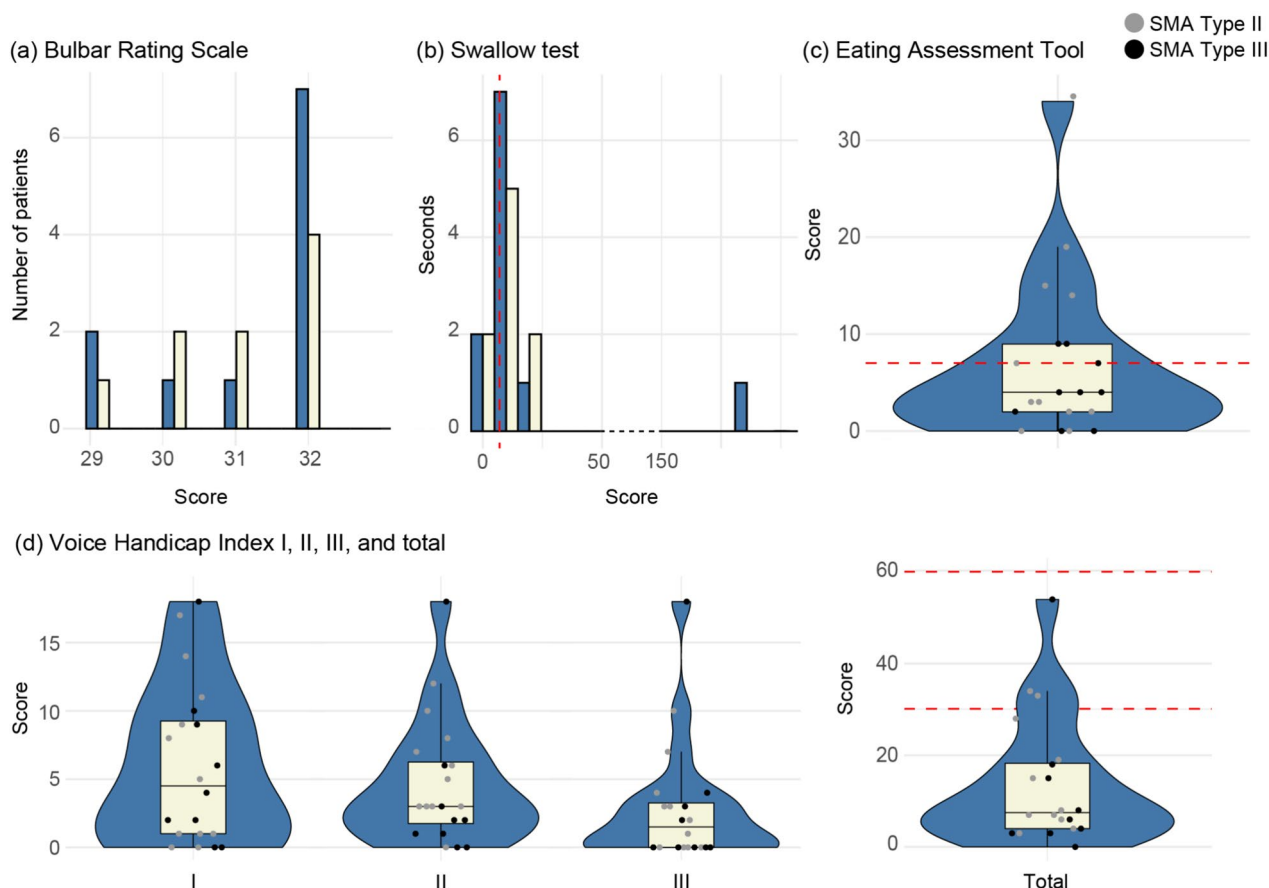 SMA Type II
SMA Type III
(a) Bulbar Rating Scale
(b) Swallow test
(c) Eating Assessment Tool
Number of patients
6
4
2
0
29 30 31 32
Score
Seconds
6
4
2
0
0 50 150
Score
Score
30
20
10
0
(d) Voice Handicap Index I, II, III, and total
Score
15
10
5
0
I II III
Score
60
40
20
0
Total